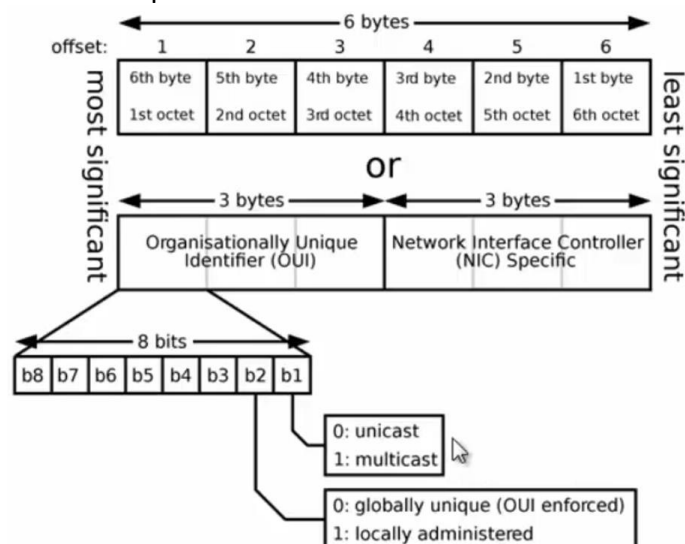 6 bytes
offset: 1 2 3 4 5 6
6th byte 5th byte 4th byte 3rd byte 2nd byte 1st byte
1st octet 2nd octet 3rd octet 4th octet 5th octet 6th octet
most significant
least significant
or
3 bytes 3 bytes
Organisationally Unique
Identifier (OUI)
Network Interface Controller
(NIC) Specific
8 bits
b8 b7 b6 b5 b4 b3 b2 b1
0: unicast
1: multicast
0: globally unique (OUI enforced)
1: locally administered